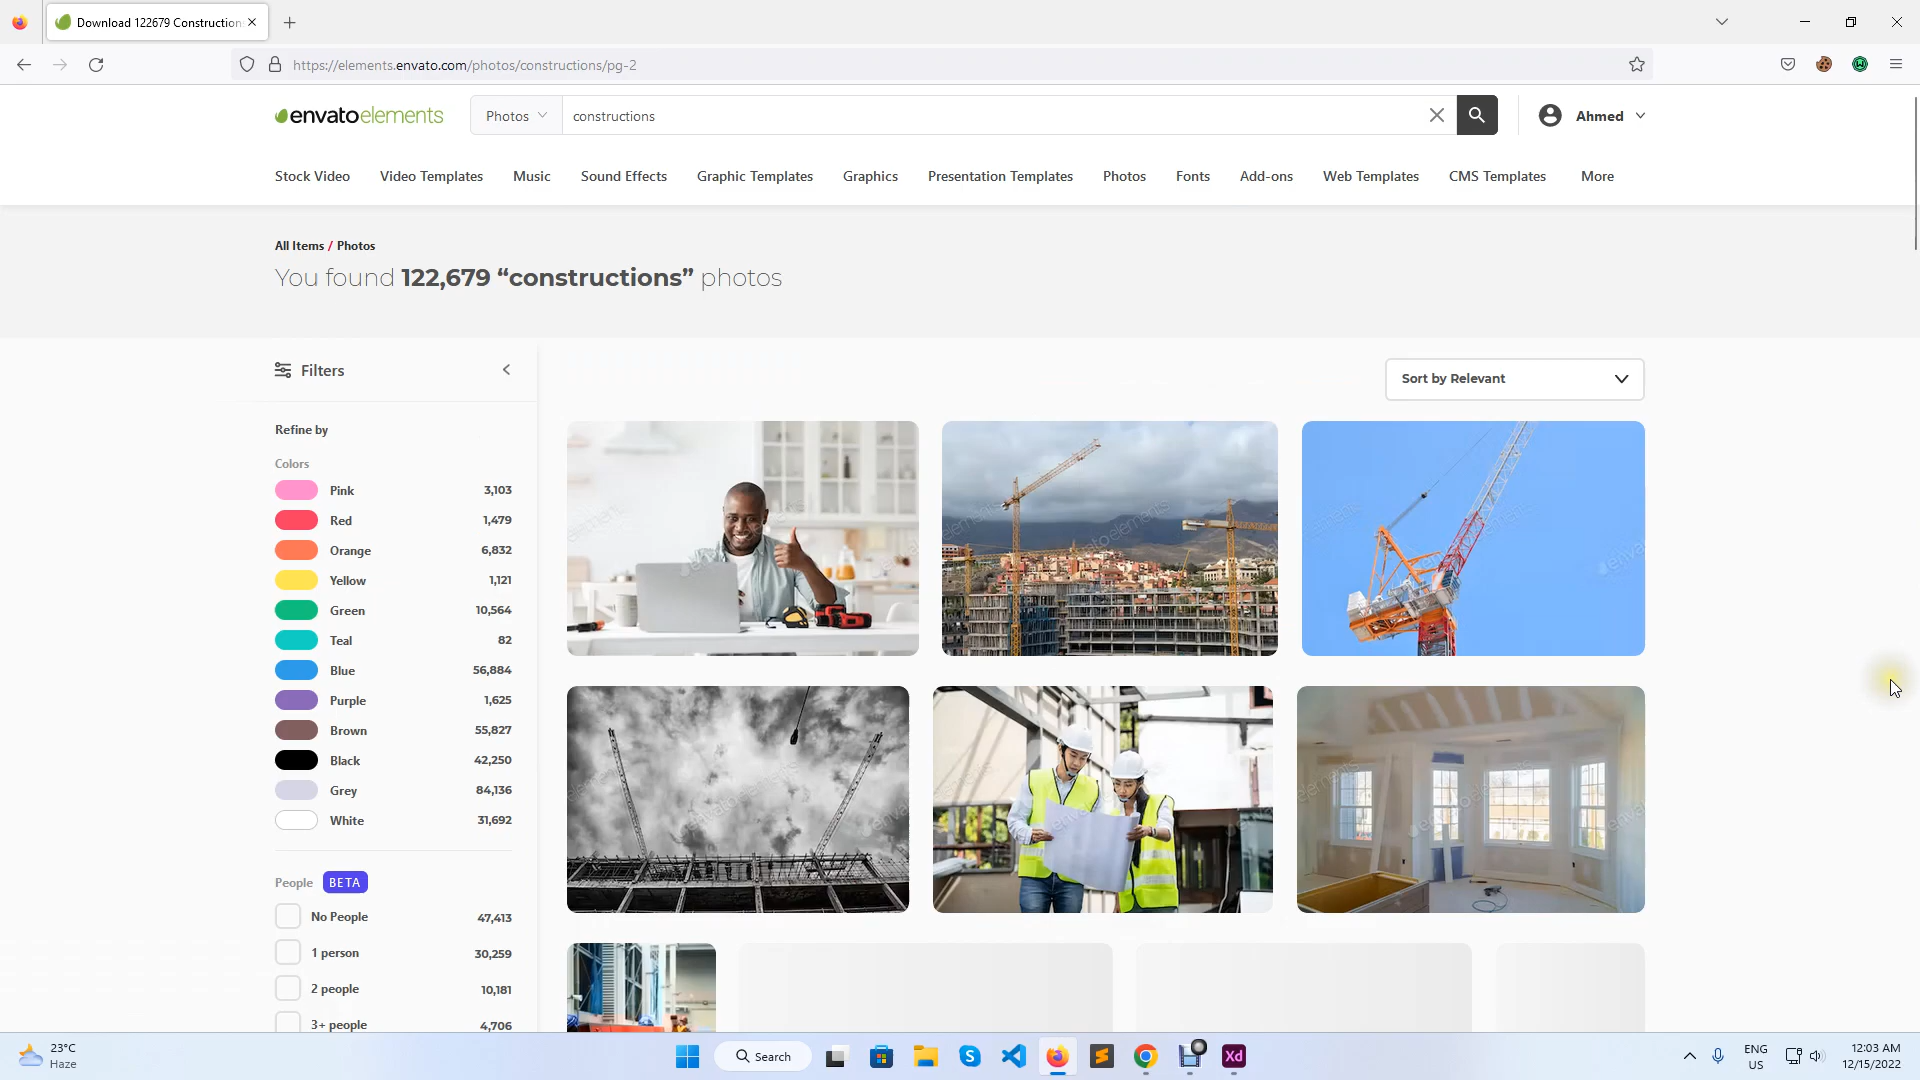 Download 122679 Construction
https://elements.envato.com/photos/constructions/pg-2
envatoelements
Photos
constructions
Ahmed
Stock Video
Video Templates
Music
Sound Effects
Graphic Templates
Graphics
Presentation Templates
Photos
Fonts
Add-ons
Web Templates
CMS Templates
More
All Items / Photos
You found 122,679 “constructions” photos
Filters
Sort by Relevant
Refine by
Colors
Pink 3,103
Red 1,479
Orange 6,832
Yellow 1,121
Green 10,564
Teal 82
Blue 56,884
Purple 1,625
Brown 55,827
Black 42,250
Grey 84,136
White 31,692
People BETA
No People 47,413
1 person 30,259
2 people 10,181
3+ people 4,706
23°C
Haze
Search
Xd
ENG
US
12:03 AM
12/15/2022